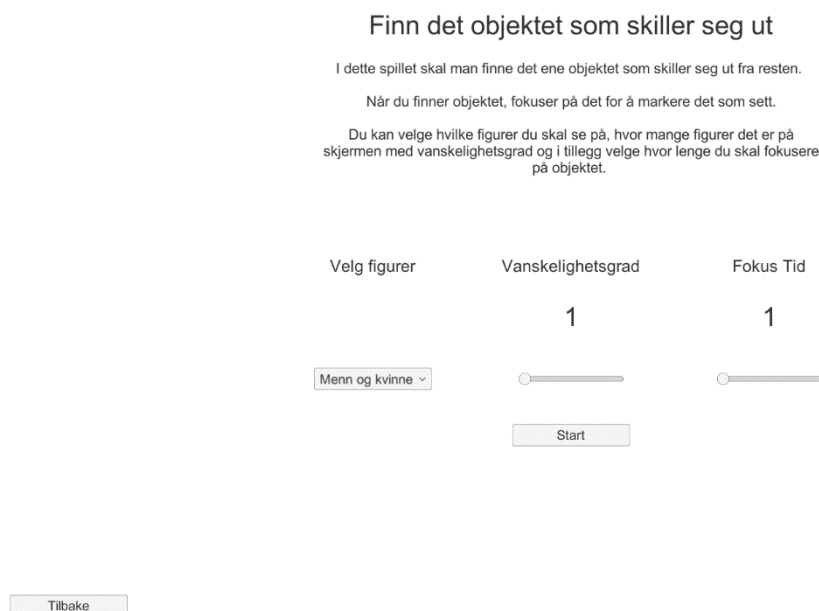 Finn det objektet som skiller seg ut
I dette spillet skal man finne det ene objektet som skiller seg ut fra resten.
Når du finner objektet, fokuser på det for å markere det som sett.
Du kan velge hvilke figurer du skal se på, hvor mange figurer det er på
skjermen med vanskelighetsgrad og i tillegg velge hvor lenge du skal fokusere
på objektet.
Velg figurer
Vanskelighetsgrad
Fokus Tid
1
1
Menn og kvinne
Start
Tilbake